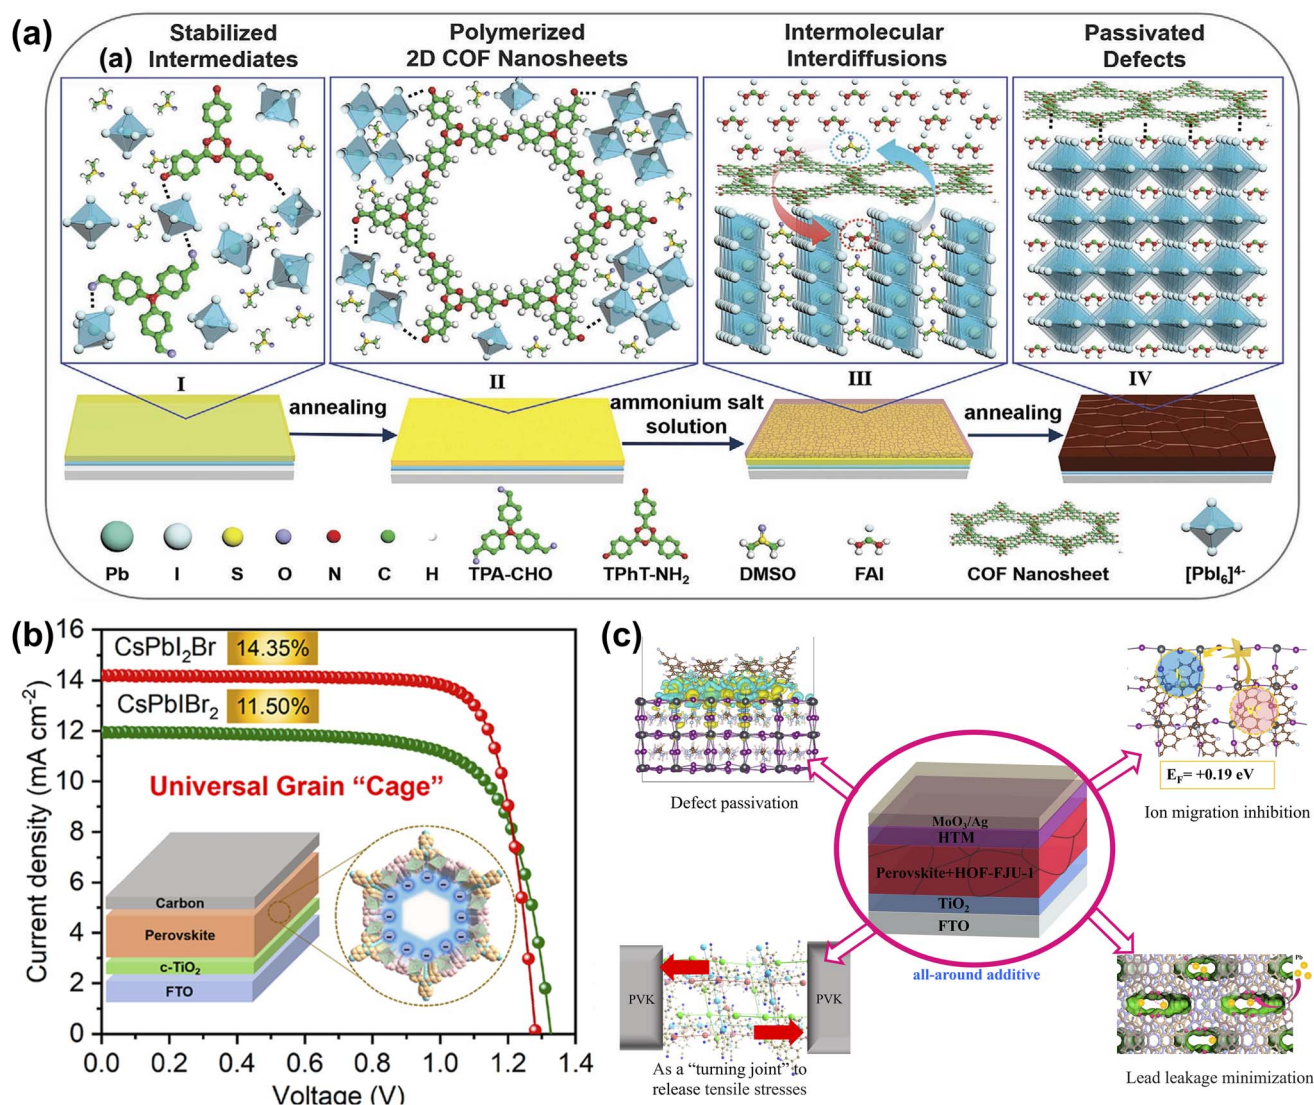 (a)
Stabilized
Intermediates
(a)
Polymerized
2D COF Nanosheets
Intermolecular
Interdiffusions
Passivated
Defects
I
II
III
IV
annealing
ammonium salt
solution
annealing
Pb
I
S
O
N
C
H
TPA-CHO
TPhT-NH₂
DMSO
FAI
COF Nanosheet
[PbI₆]⁴⁻
(b)
16
14
12
10
8
6
4
2
0
Current density (mA cm⁻²)
CsPbI₂Br 14.35%
CsPbIBr₂ 11.50%
Universal Grain “Cage”
Carbon
Perovskite
c-TiO₂
FTO
0.0 0.2 0.4 0.6 0.8 1.0 1.2 1.4
Voltage (V)
(c)
Defect passivation
E_F= +0.19 eV
Ion migration inhibition
MoO₃/Ag
HTM
Perovskite+HOF-FJU-1
TiO₂
FTO
all-around additive
PVK
PVK
As a “turning joint” to
release tensile stresses
Pb
Lead leakage minimization